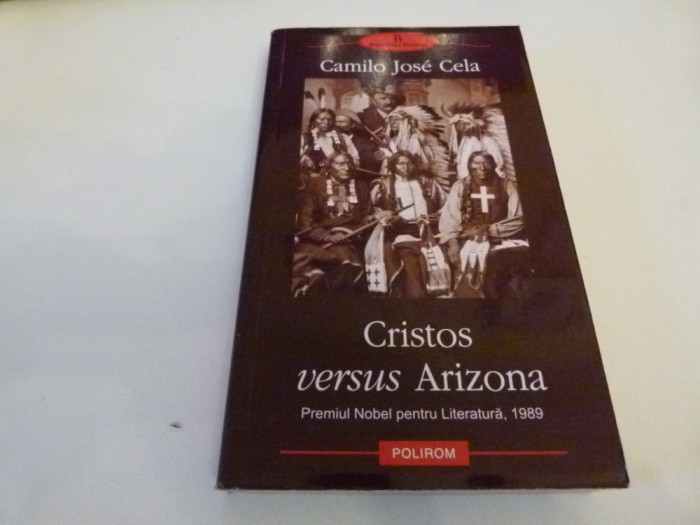 B
Camilo José Cela
Cristos
versus Arizona
Premiul Nobel pentru Literatură, 1989
POLIROM